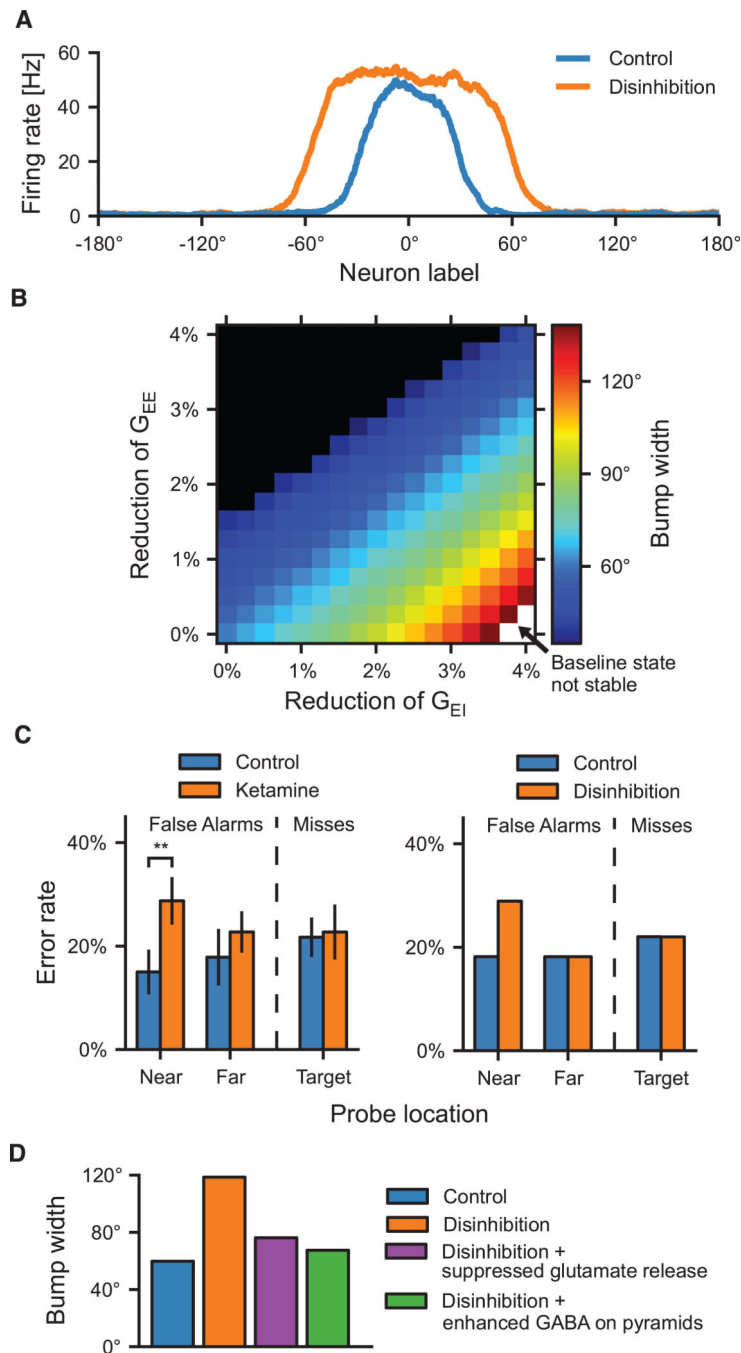 A
Firing rate [Hz]
60
40
20
0
Control
Disinhibition
-180° -120° -60° 0° 60° 120° 180°
Neuron label
B
Reduction of G_EE
4%
3%
2%
1%
0%
0% 1% 2% 3% 4%
Reduction of G_EI
120°
90°
60°
Bump width
Baseline state
not stable
C
Control
Ketamine
False Alarms
Misses
**
Error rate
40%
20%
0%
Near Far Target
Control
Disinhibition
False Alarms
Misses
40%
20%
0%
Near Far Target
Probe location
D
Bump width
120°
80°
40°
0°
Control
Disinhibition
Disinhibition +
suppressed glutamate release
Disinhibition +
enhanced GABA on pyramids